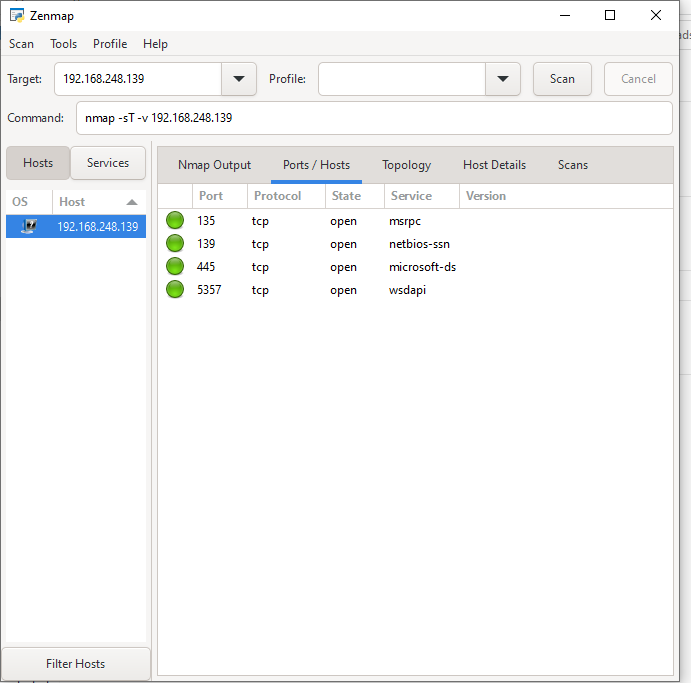 Zenmap
Scan Tools Profile Help
Target: 192.168.248.139 Profile: Scan Cancel
Command: nmap -sT -v 192.168.248.139
Hosts Services
OS Host
192.168.248.139
Filter Hosts
Nmap Output Ports / Hosts Topology Host Details Scans
Port Protocol State Service Version
135 tcp open msrpc
139 tcp open netbios-ssn
445 tcp open microsoft-ds
5357 tcp open wsdapi